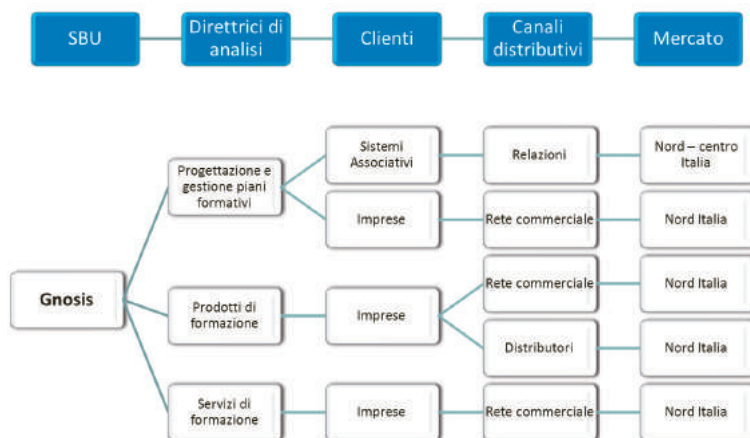 SBU
Direttrici di
analisi
Clienti
Canali
distributivi
Mercato
Progettazione e
gestione piani
formativi
Sistemi
Associativi
Relazioni
Nord – centro
Italia
Imprese
Rete commerciale
Nord Italia
Gnosis
Prodotti di
formazione
Imprese
Rete commerciale
Nord Italia
Distributori
Nord Italia
Servizi di
formazione
Imprese
Rete commerciale
Nord Italia